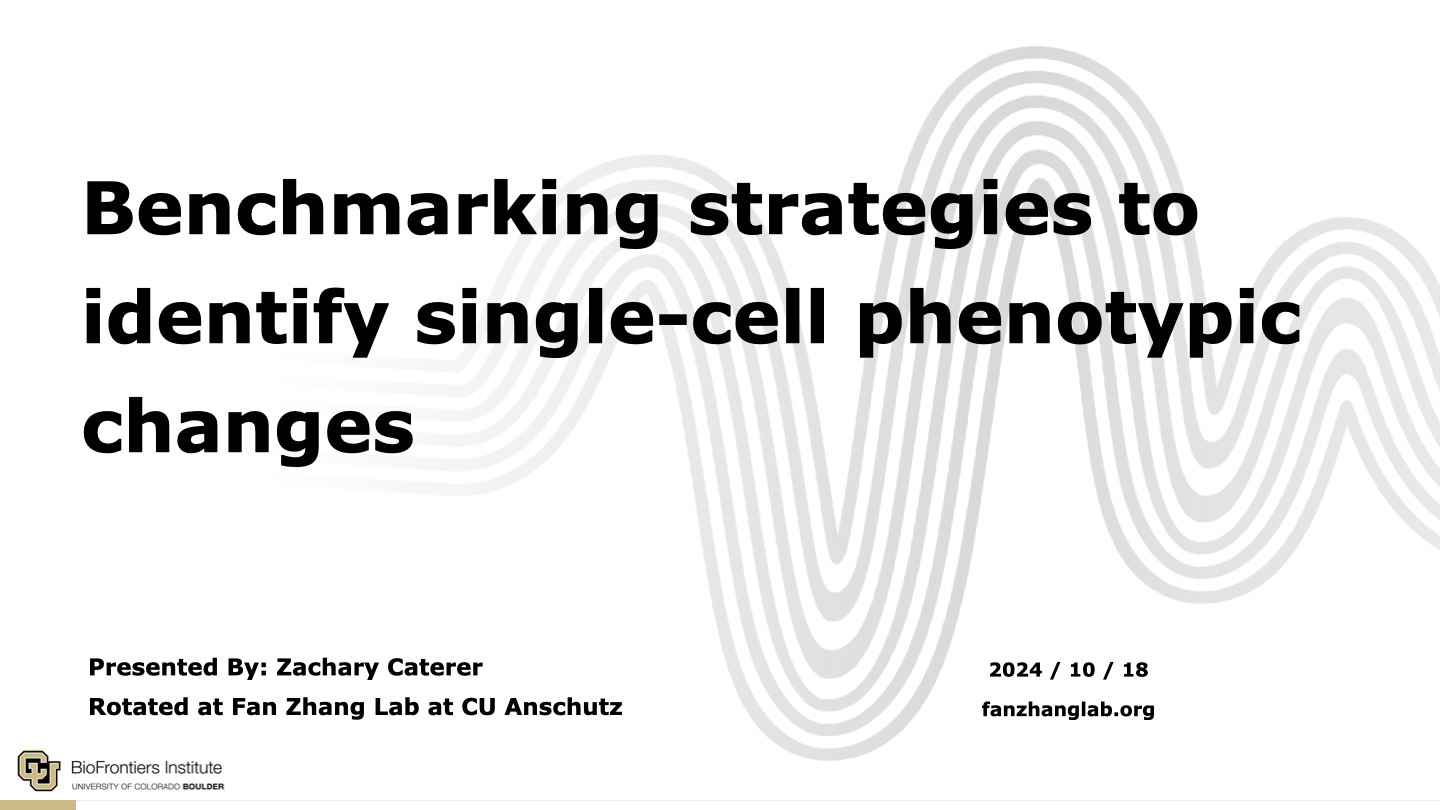 Benchmarking strategies to
identify single-cell phenotypic
changes
Presented By: Zachary Caterer
Rotated at Fan Zhang Lab at CU Anschutz
2024 / 10 / 18
fanzhanglab.org
CU
BioFrontiers Institute
UNIVERSITY OF COLORADO BOULDER